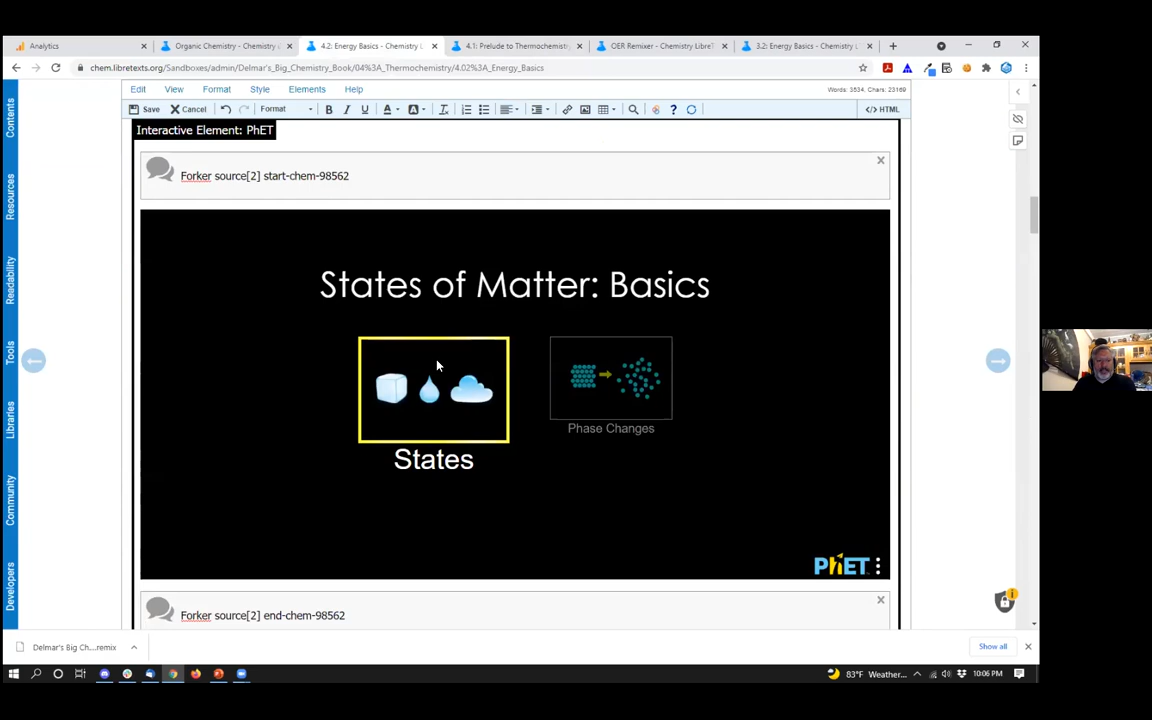 Analytics
Organic Chemistry - Chemistry
4.2: Energy Basics - Chemistry L
4.1: Prelude to Thermochemistry
OER Remixer - Chemistry LibreT
3.2: Energy Basics - Chemistry L
chem.libretexts.org/Sandboxes/admin/Delmar's_Big_Chemistry_Book/04%3A_Thermochemistry/4.02%3A_Energy_Basics
Edit View Format Style Elements Help
Words: 3534, Chars: 23169
Save Cancel Format B I U A A </> HTML
Contents
Resources
Readability
Tools
Libraries
Community
Developers
Interactive Element: PhET
Forker source[2] start-chem-98562
States of Matter: Basics
States
Phase Changes
PhET
Forker source[2] end-chem-98562
Delmar's Big Ch....remix
Show all
83°F Weather...
10:06 PM